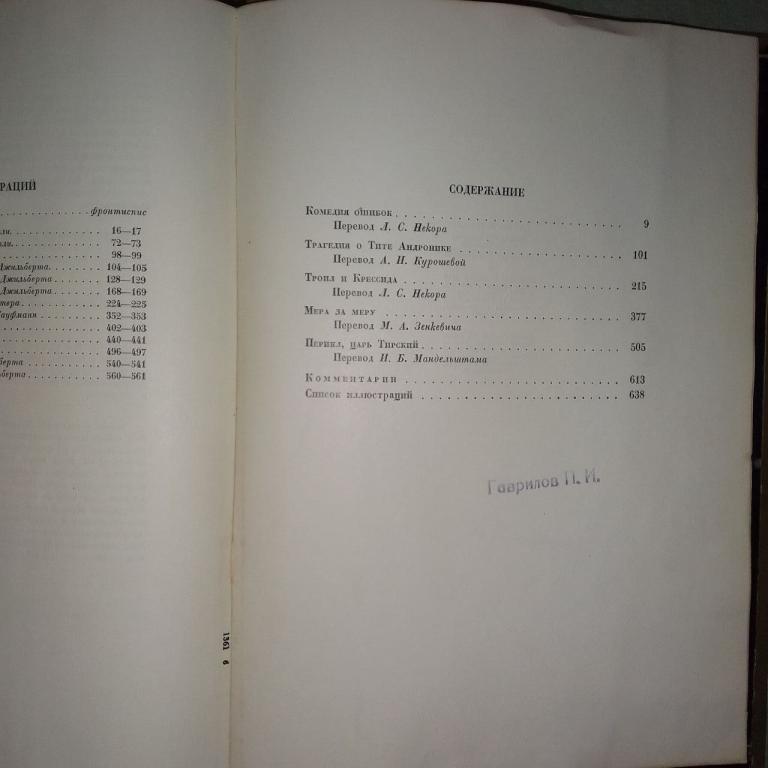 РАЦИЙ
фронтиспис
16—17
72—73
98—99
Джильберта. 104—105
Джильберта 128—129
Джильберта 168—169
224—225
352—353
402—403
440—441
496—497
540—541
560—561
1361 6
СОДЕРЖАНИЕ
Комедия ошибок 9
Перевод Л. С. Некора
Трагедия о Тите Андронике 101
Перевод А. И. Курошевой
Троил и Крессида 215
Перевод Л. С. Некора
Мера за меру 377
Перевод М. А. Зенкевича
Перикл, царь Тирский 505
Перевод И. Б. Мандельштама
Комментарии 613
Список иллюстраций 638
Гаврилов П. И.